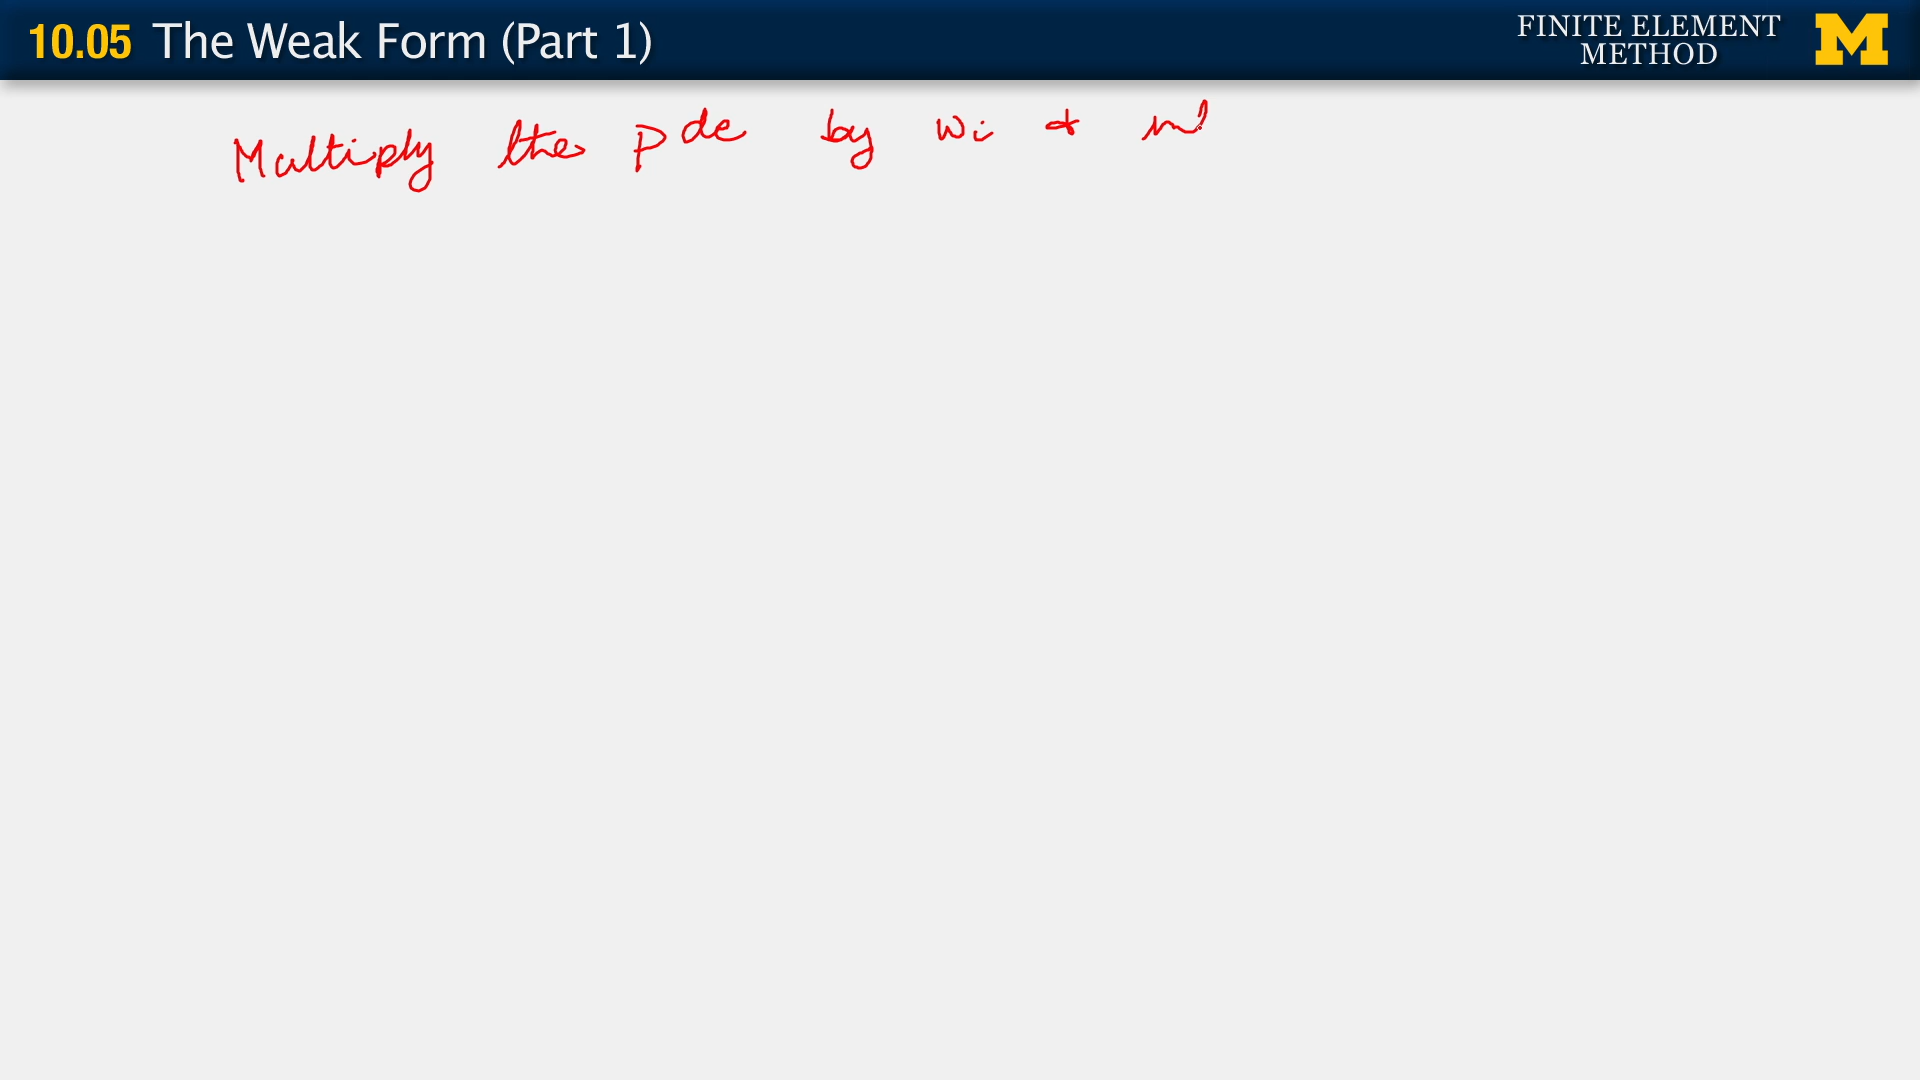 10.05 The Weak Form (Part 1)
FINITE ELEMENT
METHOD
M
Multiply the pde by wi &